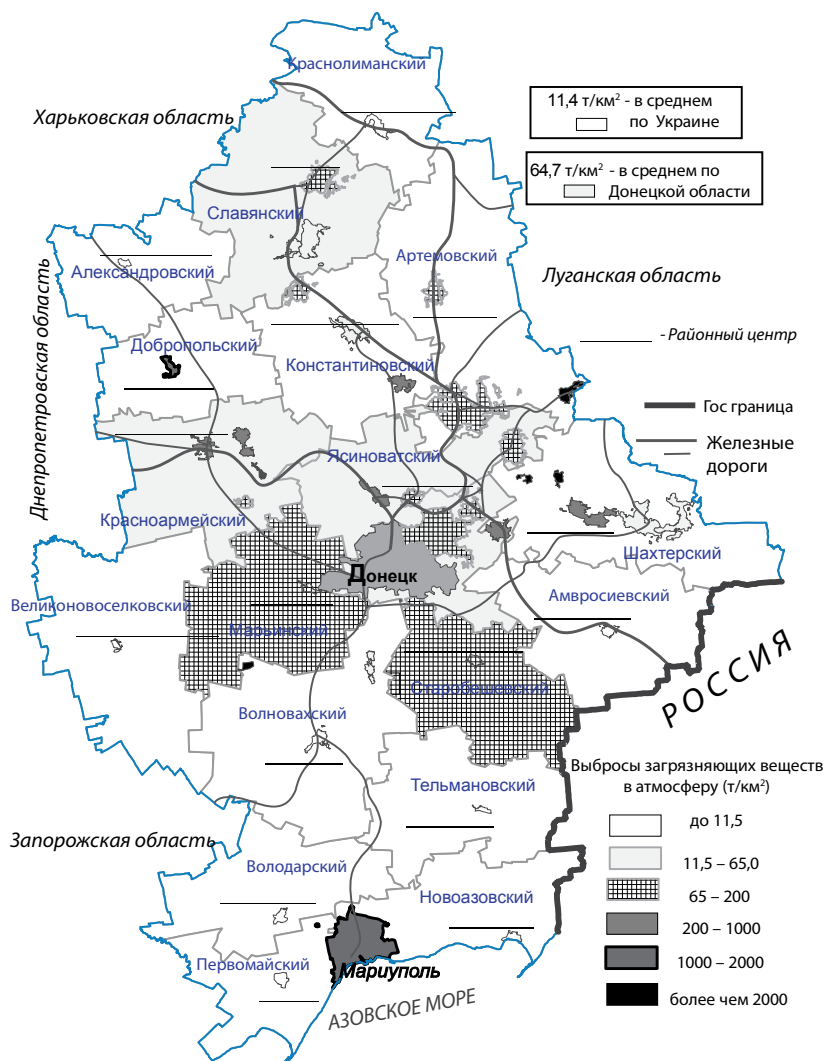 Краснолиманский
Харьковская область
11,4 т/км² - в среднем
по Украине
64,7 т/км² - в среднем по
Донецкой области
Славянский
Артемовский
Александровский
Луганская область
Днепропетровская область
Добропольский
Константиновский
- Районный центр
Гос граница
Железные
дороги
Ясиноватский
Красноармейский
Шахтерский
Донецк
Амвросиевский
Великоновоселковский
Марьинский
Старобешевский
РОССИЯ
Волновахский
Тельмановский
Выбросы загрязняющих веществ
в атмосферу (т/км²)
до 11,5
11,5 – 65,0
65 – 200
200 – 1000
1000 – 2000
более чем 2000
Запорожская область
Володарский
Новоазовский
Первомайский
Мариуполь
АЗОВСКОЕ МОРЕ